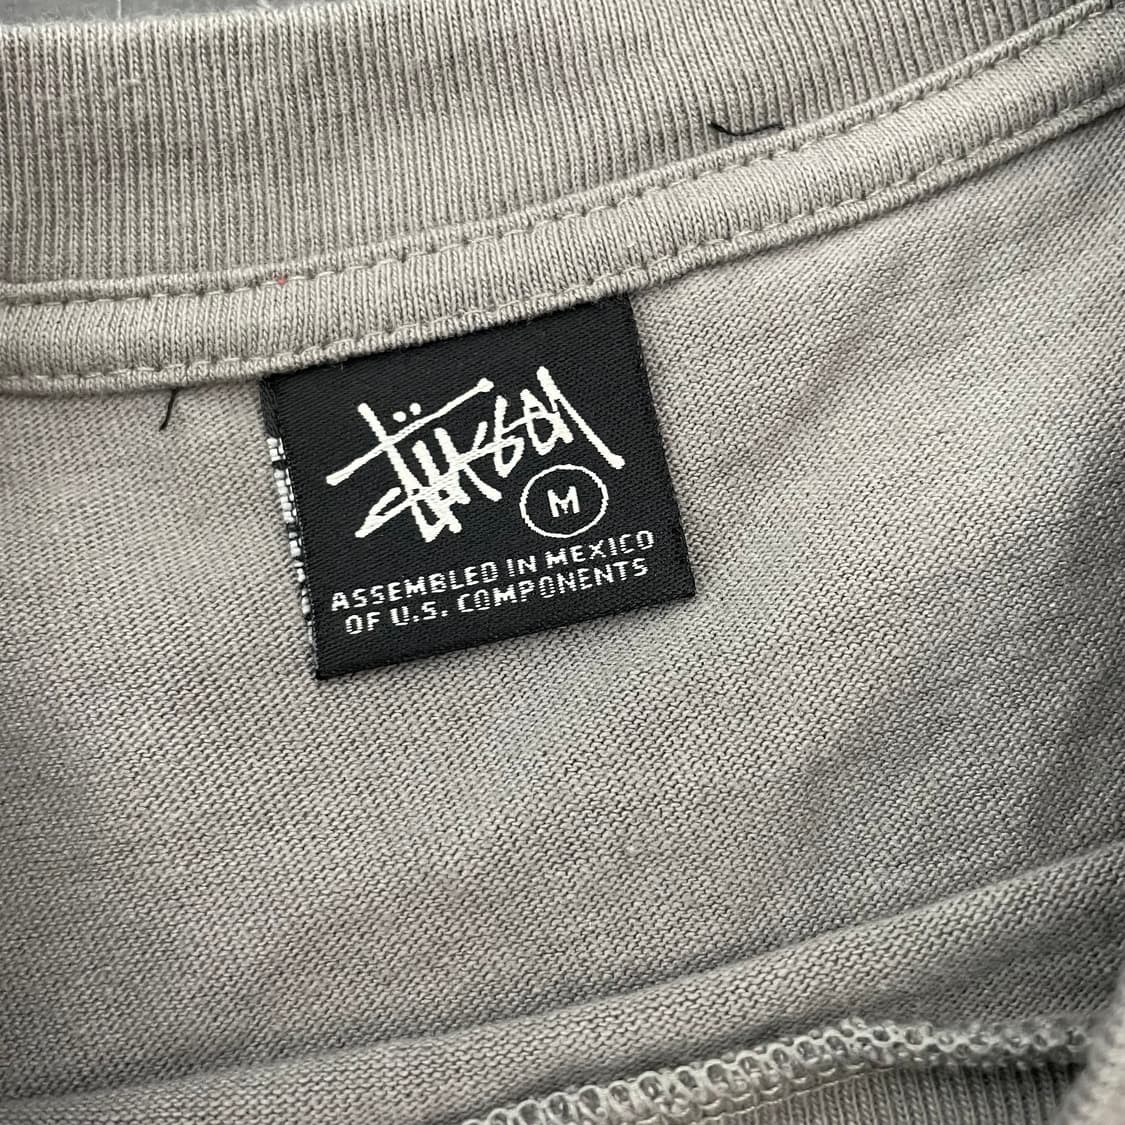 Stüssy
M
ASSEMBLED IN MEXICO
OF U.S. COMPONENTS